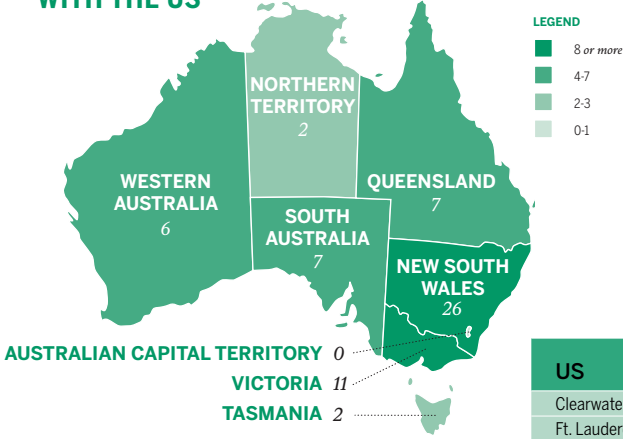 WITH THE US
LEGEND
8 or more
4-7
2-3
0-1
NORTHERN
TERRITORY
2
WESTERN
AUSTRALIA
6
QUEENSLAND
7
SOUTH
AUSTRALIA
7
NEW SOUTH
WALES
26
AUSTRALIAN CAPITAL TERRITORY 0
VICTORIA 11
TASMANIA 2
US